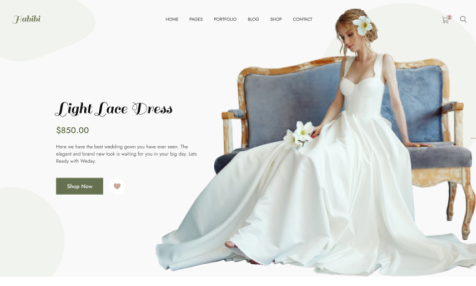 Habibi
HOME PAGES PORTFOLIO BLOG SHOP CONTACT
Light Lace Dress
$850.00
Here we have the best wedding gown you have ever seen. The
elegant and brand new look is waiting for you in your big day. Lets
Ready with Weday.
Shop Now